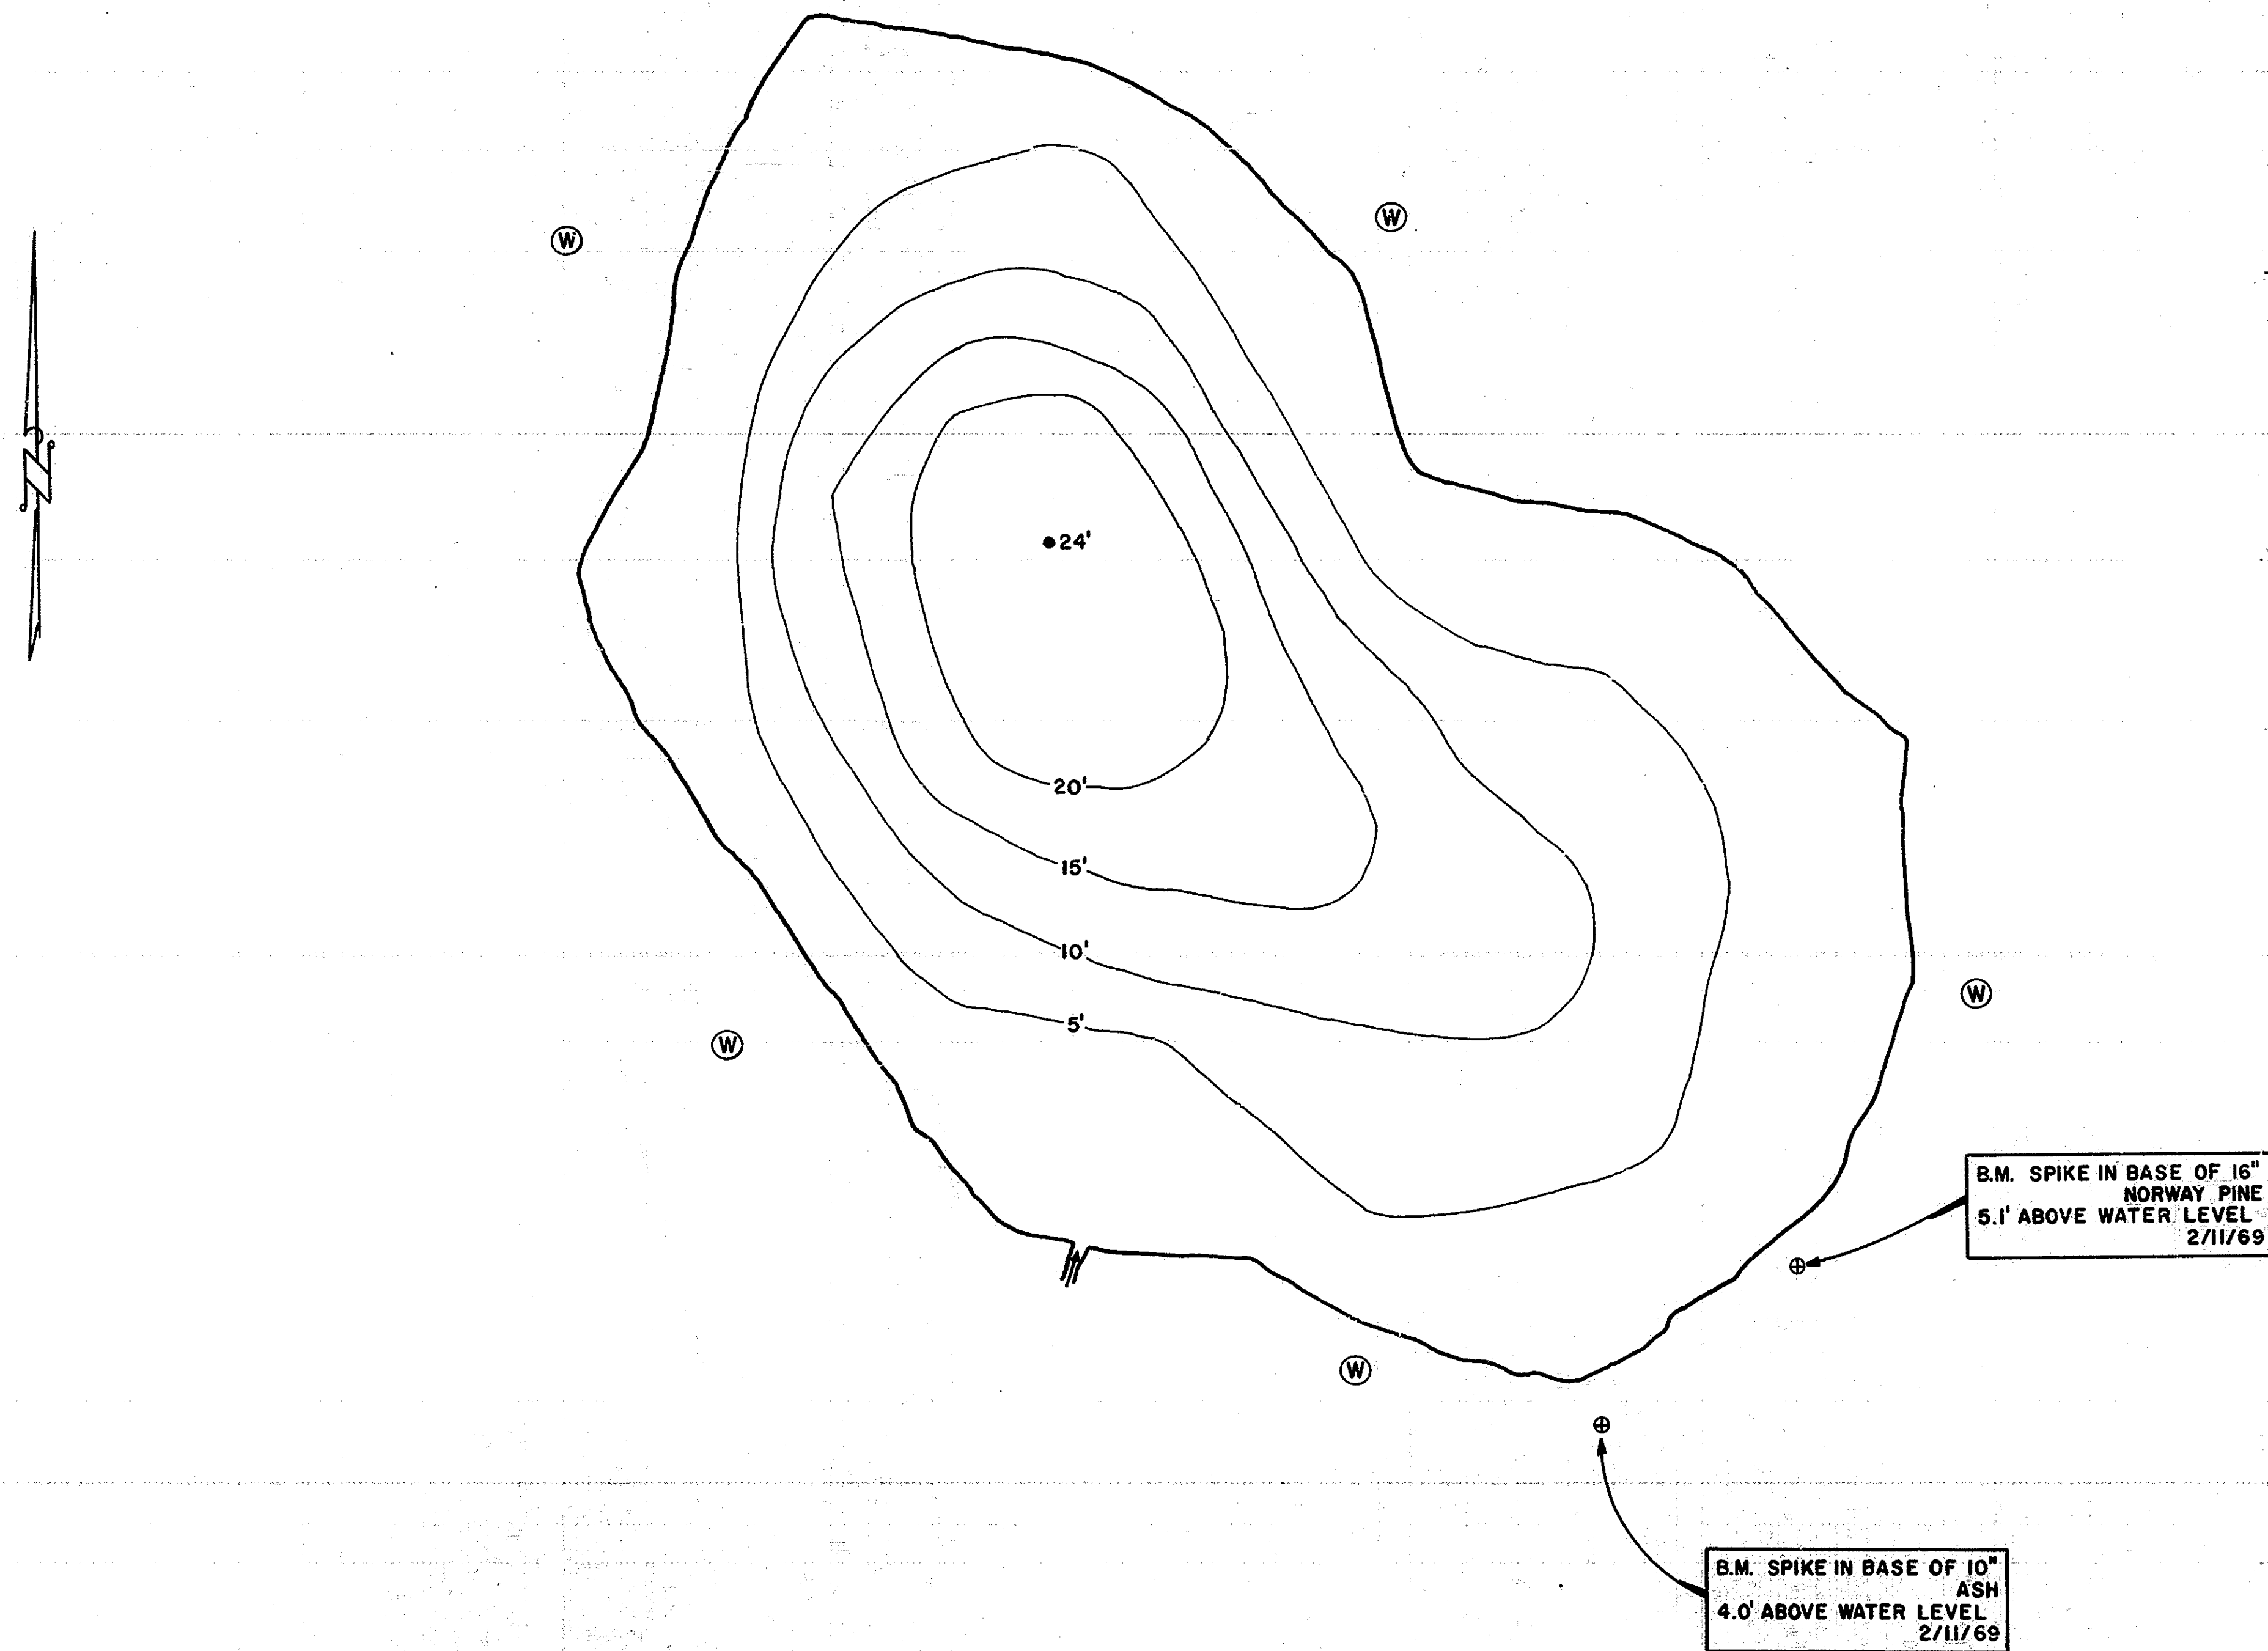 W
W
N
24'
20'
15'
10'
5'
W
W
W
B.M. SPIKE IN BASE OF 16"
NORWAY PINE
5.1' ABOVE WATER LEVEL
2/11/69
B.M. SPIKE IN BASE OF 10"
ASH
4.0' ABOVE WATER LEVEL
2/11/69